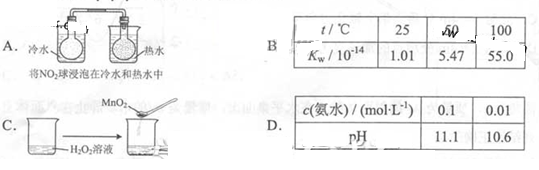 A.
冷水
热水
将NO₂球浸泡在冷水和热水中
B
t / ℃ 25 50 100
Kw / 10⁻¹⁴ 1.01 5.47 55.0
C.
MnO₂
H₂O₂溶液
D.
c(氨水) / (mol·L⁻¹) 0.1 0.01
pH 11.1 10.6